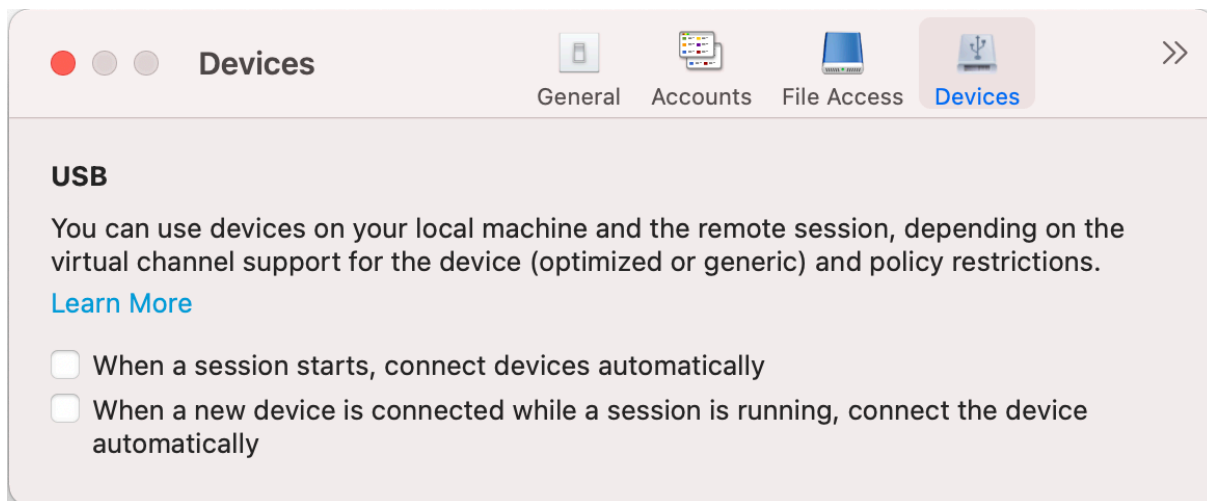 Devices
General
Accounts
File Access
Devices
USB
You can use devices on your local machine and the remote session, depending on the
virtual channel support for the device (optimized or generic) and policy restrictions.
Learn More
When a session starts, connect devices automatically
When a new device is connected while a session is running, connect the device
automatically